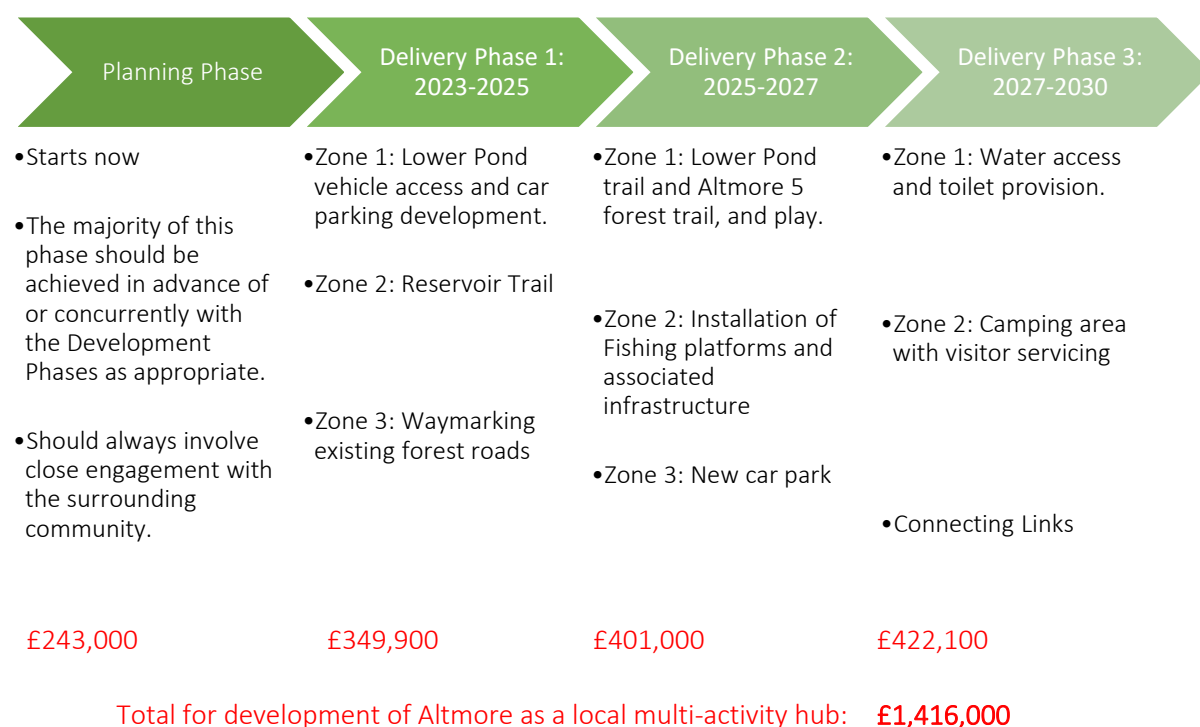 Planning Phase
Delivery Phase 1:
2023-2025
Delivery Phase 2:
2025-2027
Delivery Phase 3:
2027-2030
•Starts now
•The majority of this
phase should be
achieved in advance of
or concurrently with
the Development
Phases as appropriate.
•Should always involve
close engagement with
the surrounding
community.
•Zone 1: Lower Pond
vehicle access and car
parking development.
•Zone 2: Reservoir Trail
•Zone 3: Waymarking
existing forest roads
•Zone 1: Lower Pond
trail and Altmore 5
forest trail, and play.
•Zone 2: Installation of
Fishing platforms and
associated
infrastructure
•Zone 3: New car park
•Zone 1: Water access
and toilet provision.
•Zone 2: Camping area
with visitor servicing
•Connecting Links
£243,000
£349,900
£401,000
£422,100
Total for development of Altmore as a local multi-activity hub: £1,416,000